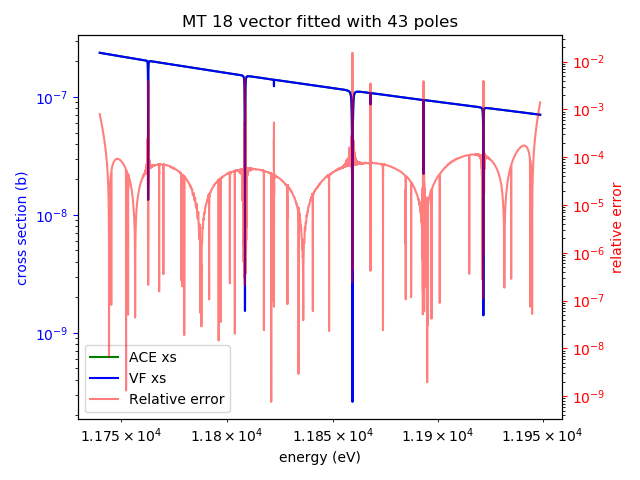 MT 18 vector fitted with 43 poles
cross section (b)
10⁻⁷
10⁻⁸
10⁻⁹
10⁻²
10⁻³
10⁻⁴
10⁻⁵
10⁻⁶
10⁻⁷
10⁻⁸
10⁻⁹
relative error
ACE xs
VF xs
Relative error
1.175×10⁴ 1.18×10⁴ 1.185×10⁴ 1.19×10⁴ 1.195×10⁴
energy (eV)